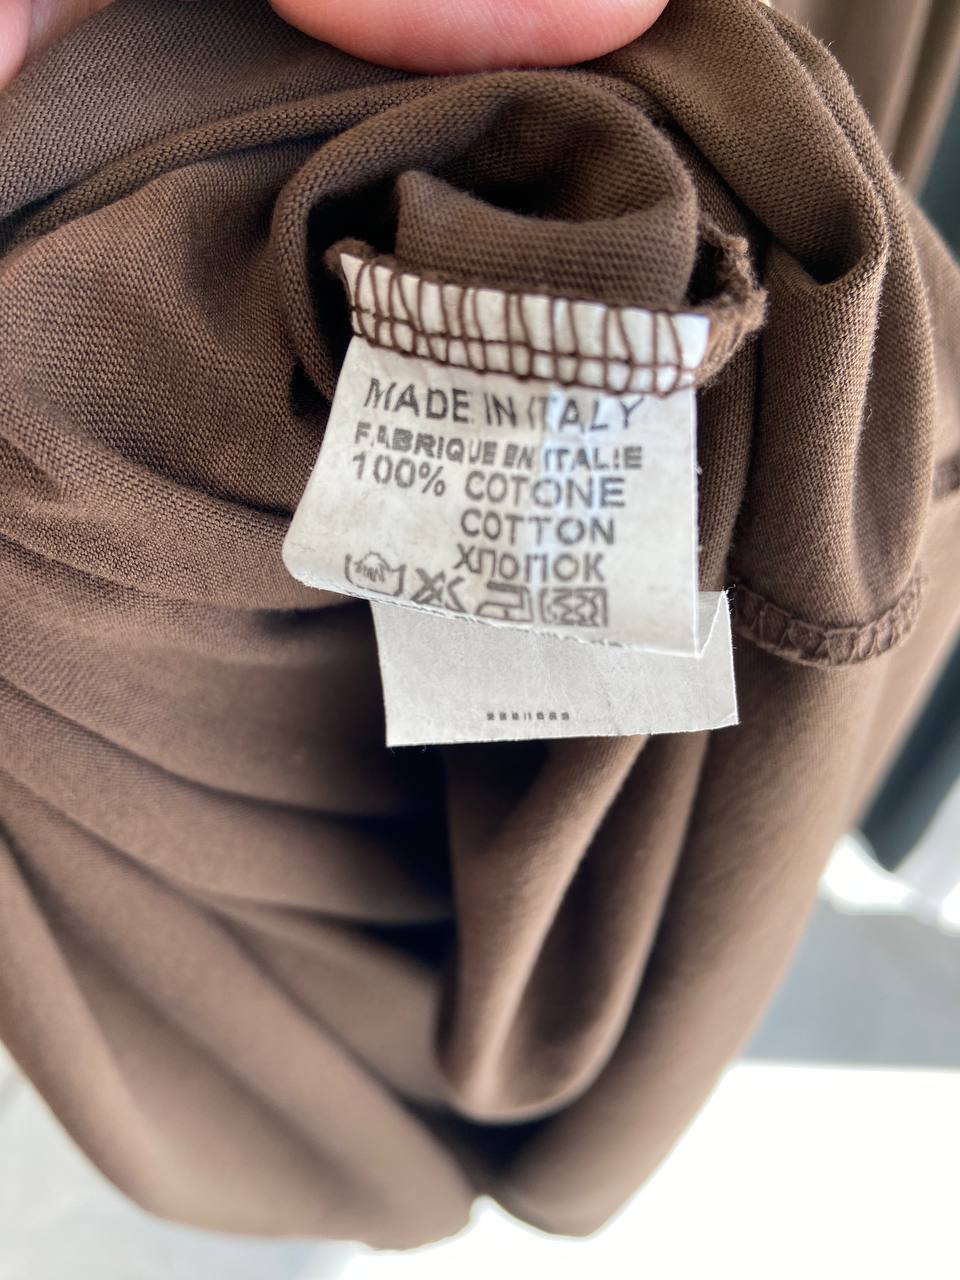 MADE IN ITALY
FABRIQUE EN ITALIE
100% COTONE
COTTON
ХЛОПОК